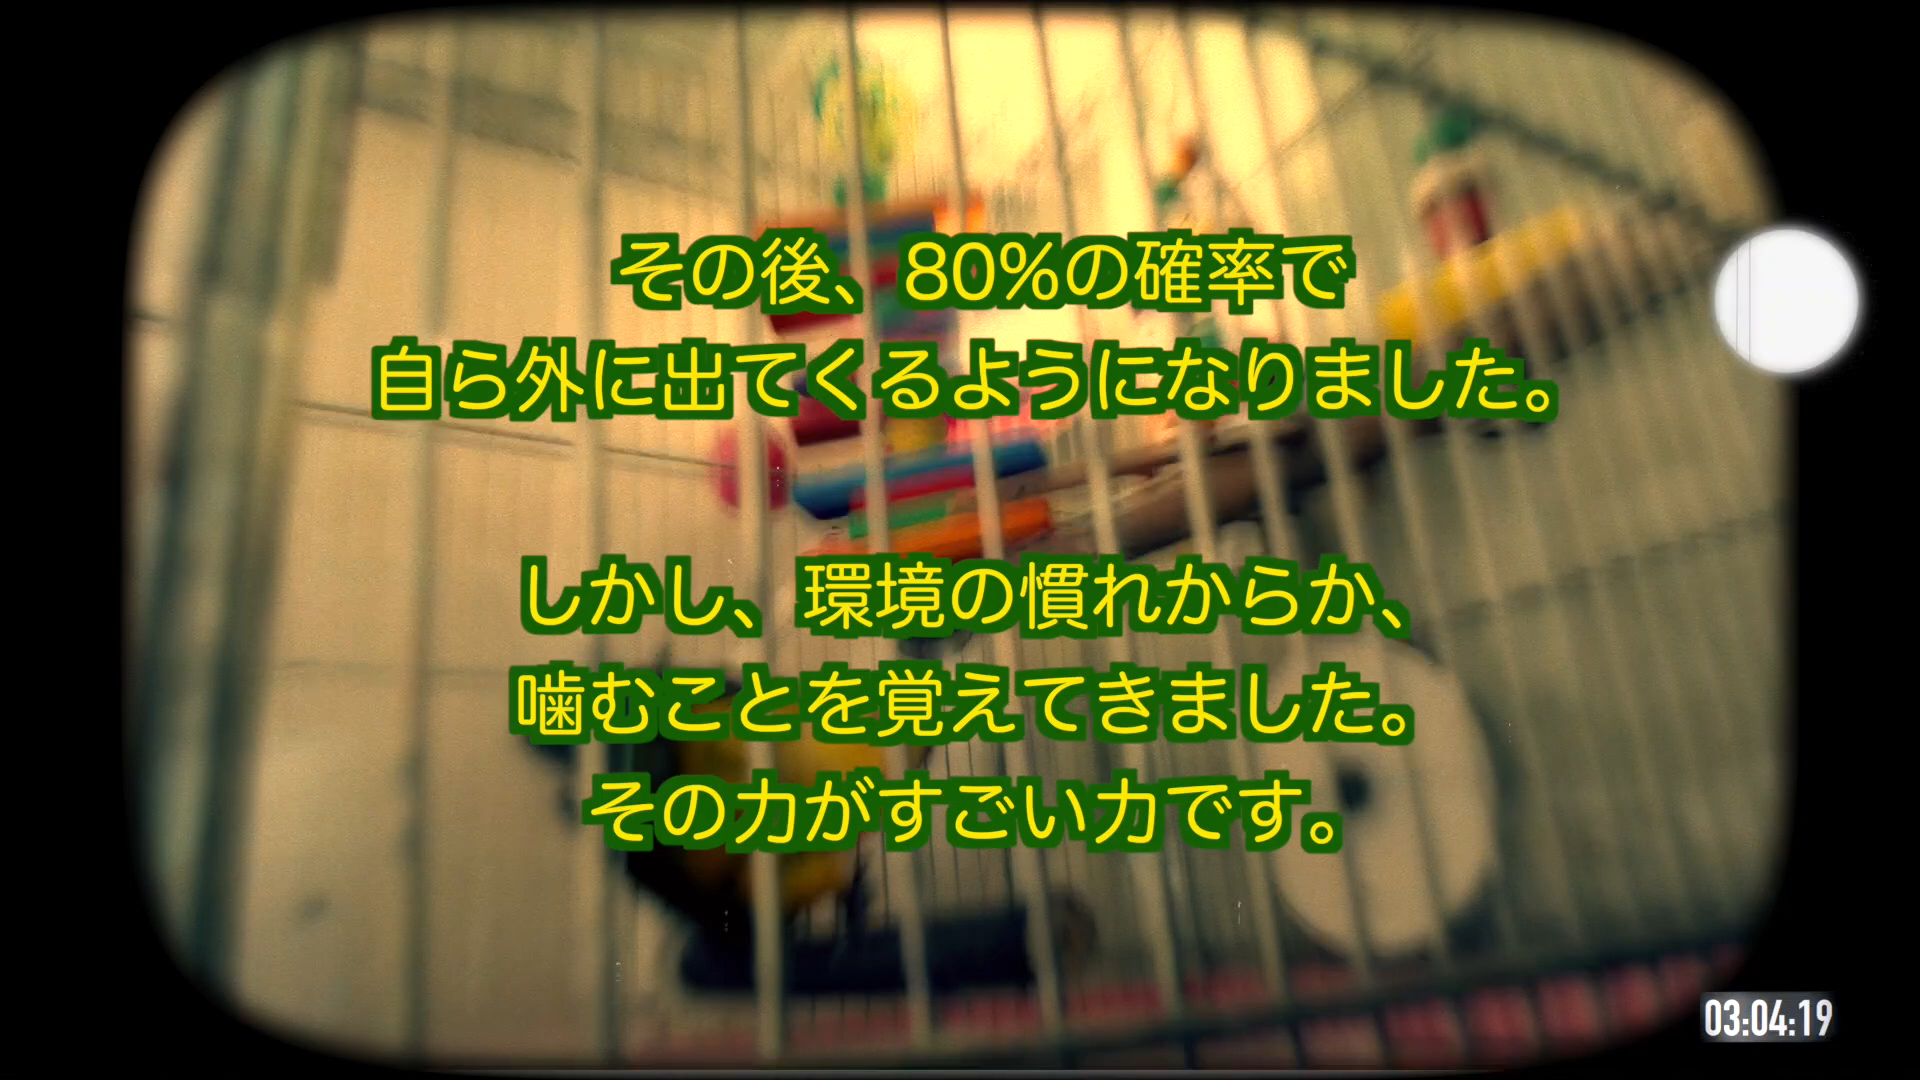 その後、80%の確率で
自ら外に出てくるようになりました。
しかし、環境の慣れからか、
噛むことを覚えてきました。
その力がすごい力です。
03:04:19